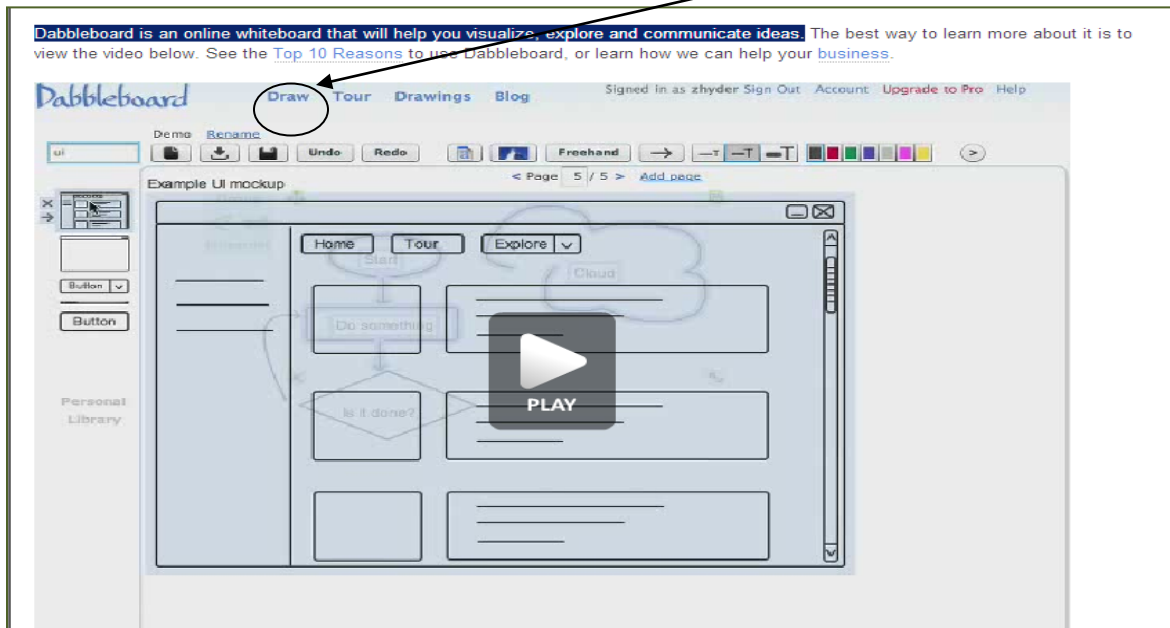 Dabbleboard is an online whiteboard that will help you visualize, explore and communicate ideas. The best way to learn more about it is to
view the video below. See the Top 10 Reasons to use Dabbleboard, or learn how we can help your business.
Dabbleboard Draw Tour Drawings Blog Signed in as zhyder Sign Out Account Upgrade to Pro Help
Demo Rename
ui Undo Redo Freehand T T T >
Example UI mockup < Page 5 / 5 > Add page
Home Tour Explore
Start
Cloud
Button
Button
Do something
PLAY
Is it done?
Personal
Library